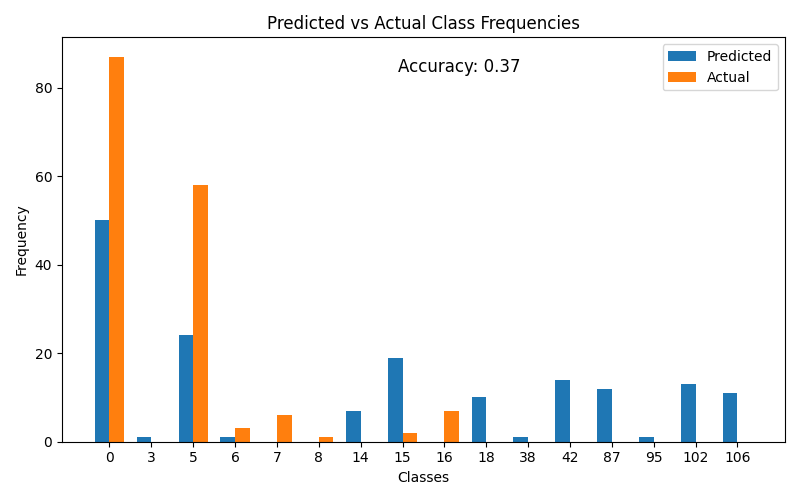 Predicted vs Actual Class Frequencies
Accuracy: 0.37
Predicted
Actual
Frequency
80
60
40
20
0
0 3 5 6 7 8 14 15 16 18 38 42 87 95 102 106
Classes